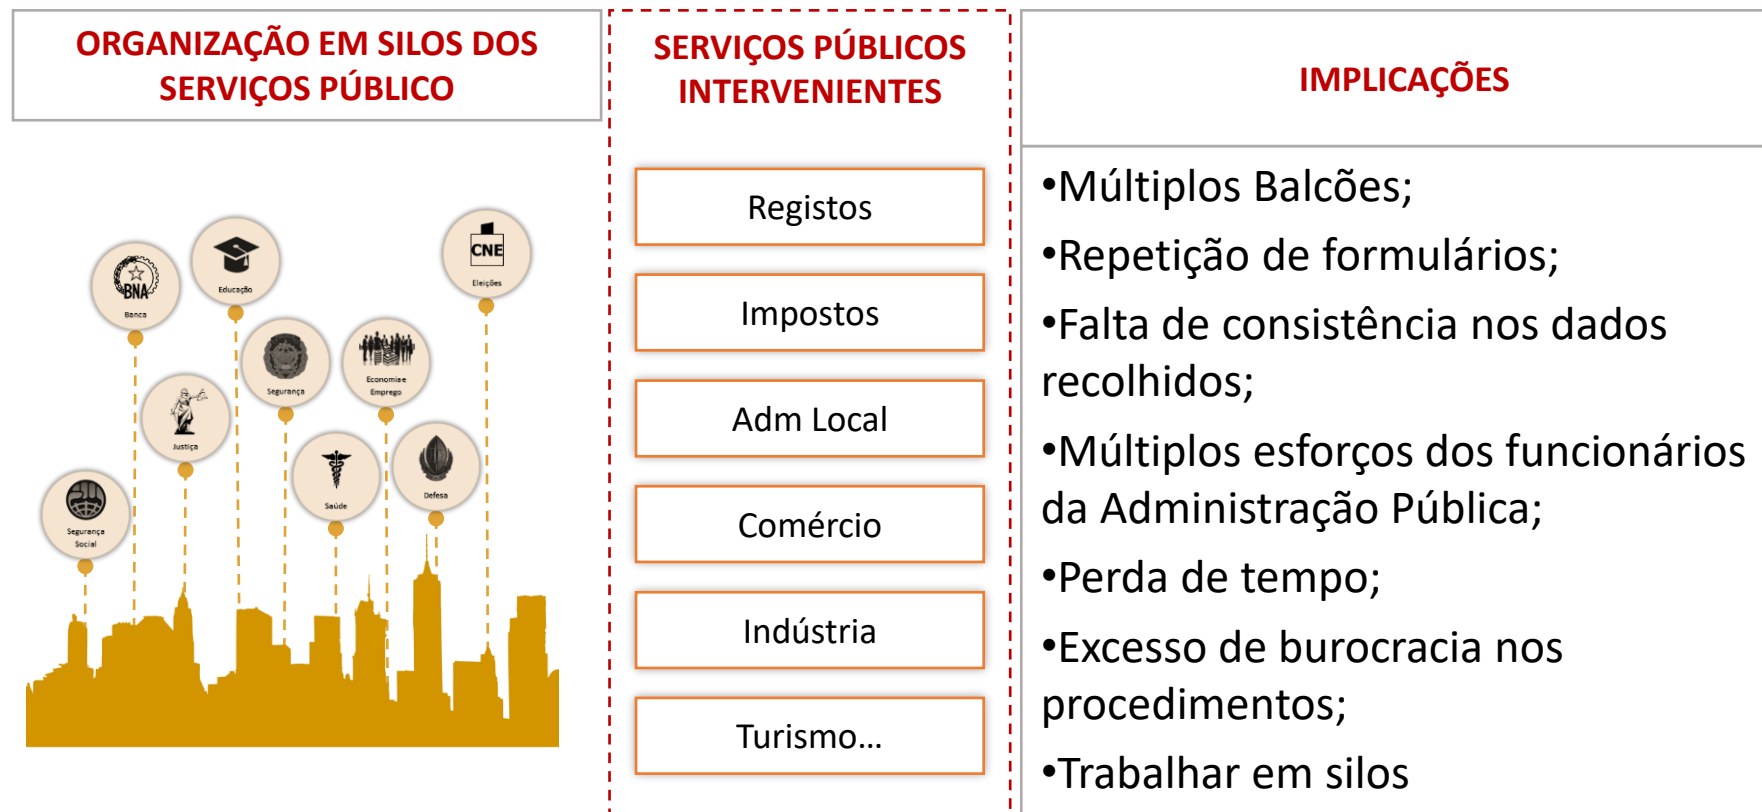 ORGANIZAÇÃO EM SILOS DOS
SERVIÇOS PÚBLICO
BNA
Banca
Educação
CNE
Eleições
Segurança
Economia e
Emprego
Justiça
Saúde
Defesa
Segurança
Social
SERVIÇOS PÚBLICOS
INTERVENIENTES
Registos
Impostos
Adm Local
Comércio
Indústria
Turismo…
IMPLICAÇÕES
•Múltiplos Balcões;
•Repetição de formulários;
•Falta de consistência nos dados
recolhidos;
•Múltiplos esforços dos funcionários
da Administração Pública;
•Perda de tempo;
•Excesso de burocracia nos
procedimentos;
•Trabalhar em silos